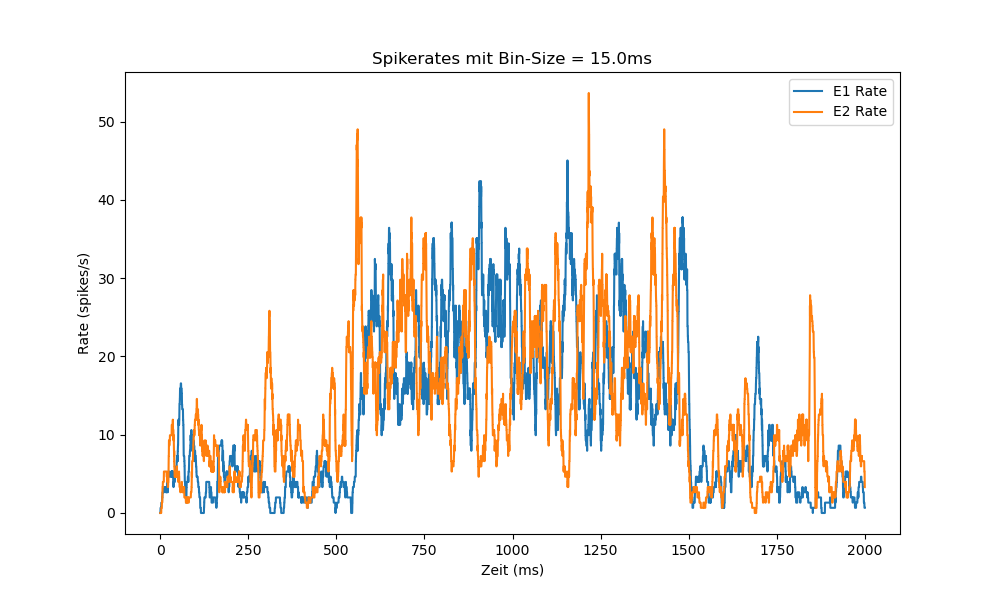 Spikerates mit Bin-Size = 15.0ms
E1 Rate
E2 Rate
50
40
30
20
10
0
Rate (spikes/s)
0 250 500 750 1000 1250 1500 1750 2000
Zeit (ms)